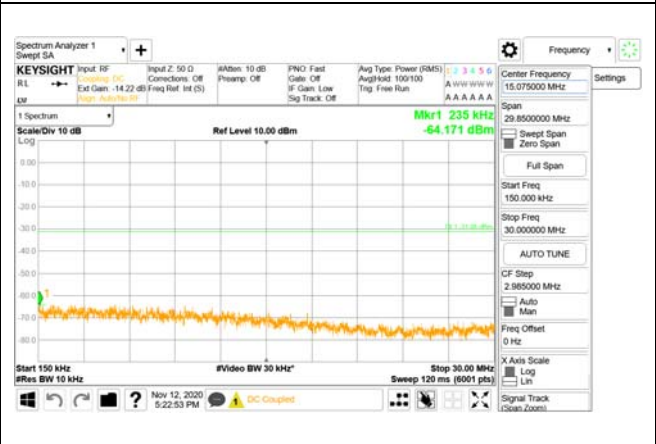 Spectrum Analyzer 1
Swept SA
Frequency
Settings
KEYSIGHT Input: RF Input Z: 50 Ω #Atten: 10 dB PNO: Fast Avg Type: Power (RMS) 1 2 3 4 5 6
RL Coupling: DC Corrections: Off Preamp: Off Gate: Off Avg|Hold: 100/100 A W W W W W
Ext Gain: -14.22 dB Freq Ref: Int (S) IF Gain: Low Trig: Free Run
Align: Auto/No RF Sig Track: Off A A A A A A
1 Spectrum
Mkr1 235 kHz
Scale/Div 10 dB Ref Level 10.00 dBm -64.171 dBm
Log
0.00
-10.0
-20.0
-30.0
-40.0
-50.0
-60.0
1
-70.0
-80.0
Start 150 kHz #Video BW 30 kHz* Stop 30.00 MHz
#Res BW 10 kHz Sweep 120 ms (6001 pts)
Nov 12, 2020
5:22:53 PM
DC Coupled
Center Frequency
15.075000 MHz
Span
29.8500000 MHz
Swept Span
Zero Span
Full Span
Start Freq
150.000 kHz
Stop Freq
30.000000 MHz
AUTO TUNE
CF Step
2.985000 MHz
Auto
Man
Freq Offset
0 Hz
X Axis Scale
Log
Lin
Signal Track
(Span Zoom)